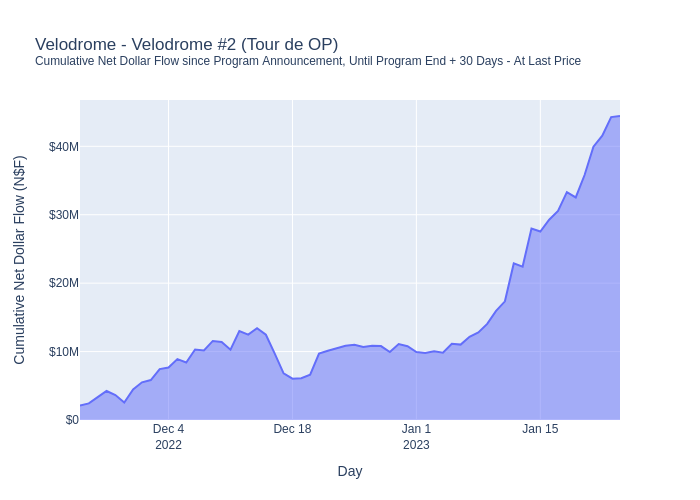 Velodrome - Velodrome #2 (Tour de OP)
Cumulative Net Dollar Flow since Program Announcement, Until Program End + 30 Days - At Last Price
Cumulative Net Dollar Flow (N$F)
$40M
$30M
$20M
$10M
$0
Dec 4
2022
Dec 18
Jan 1
2023
Jan 15
Day